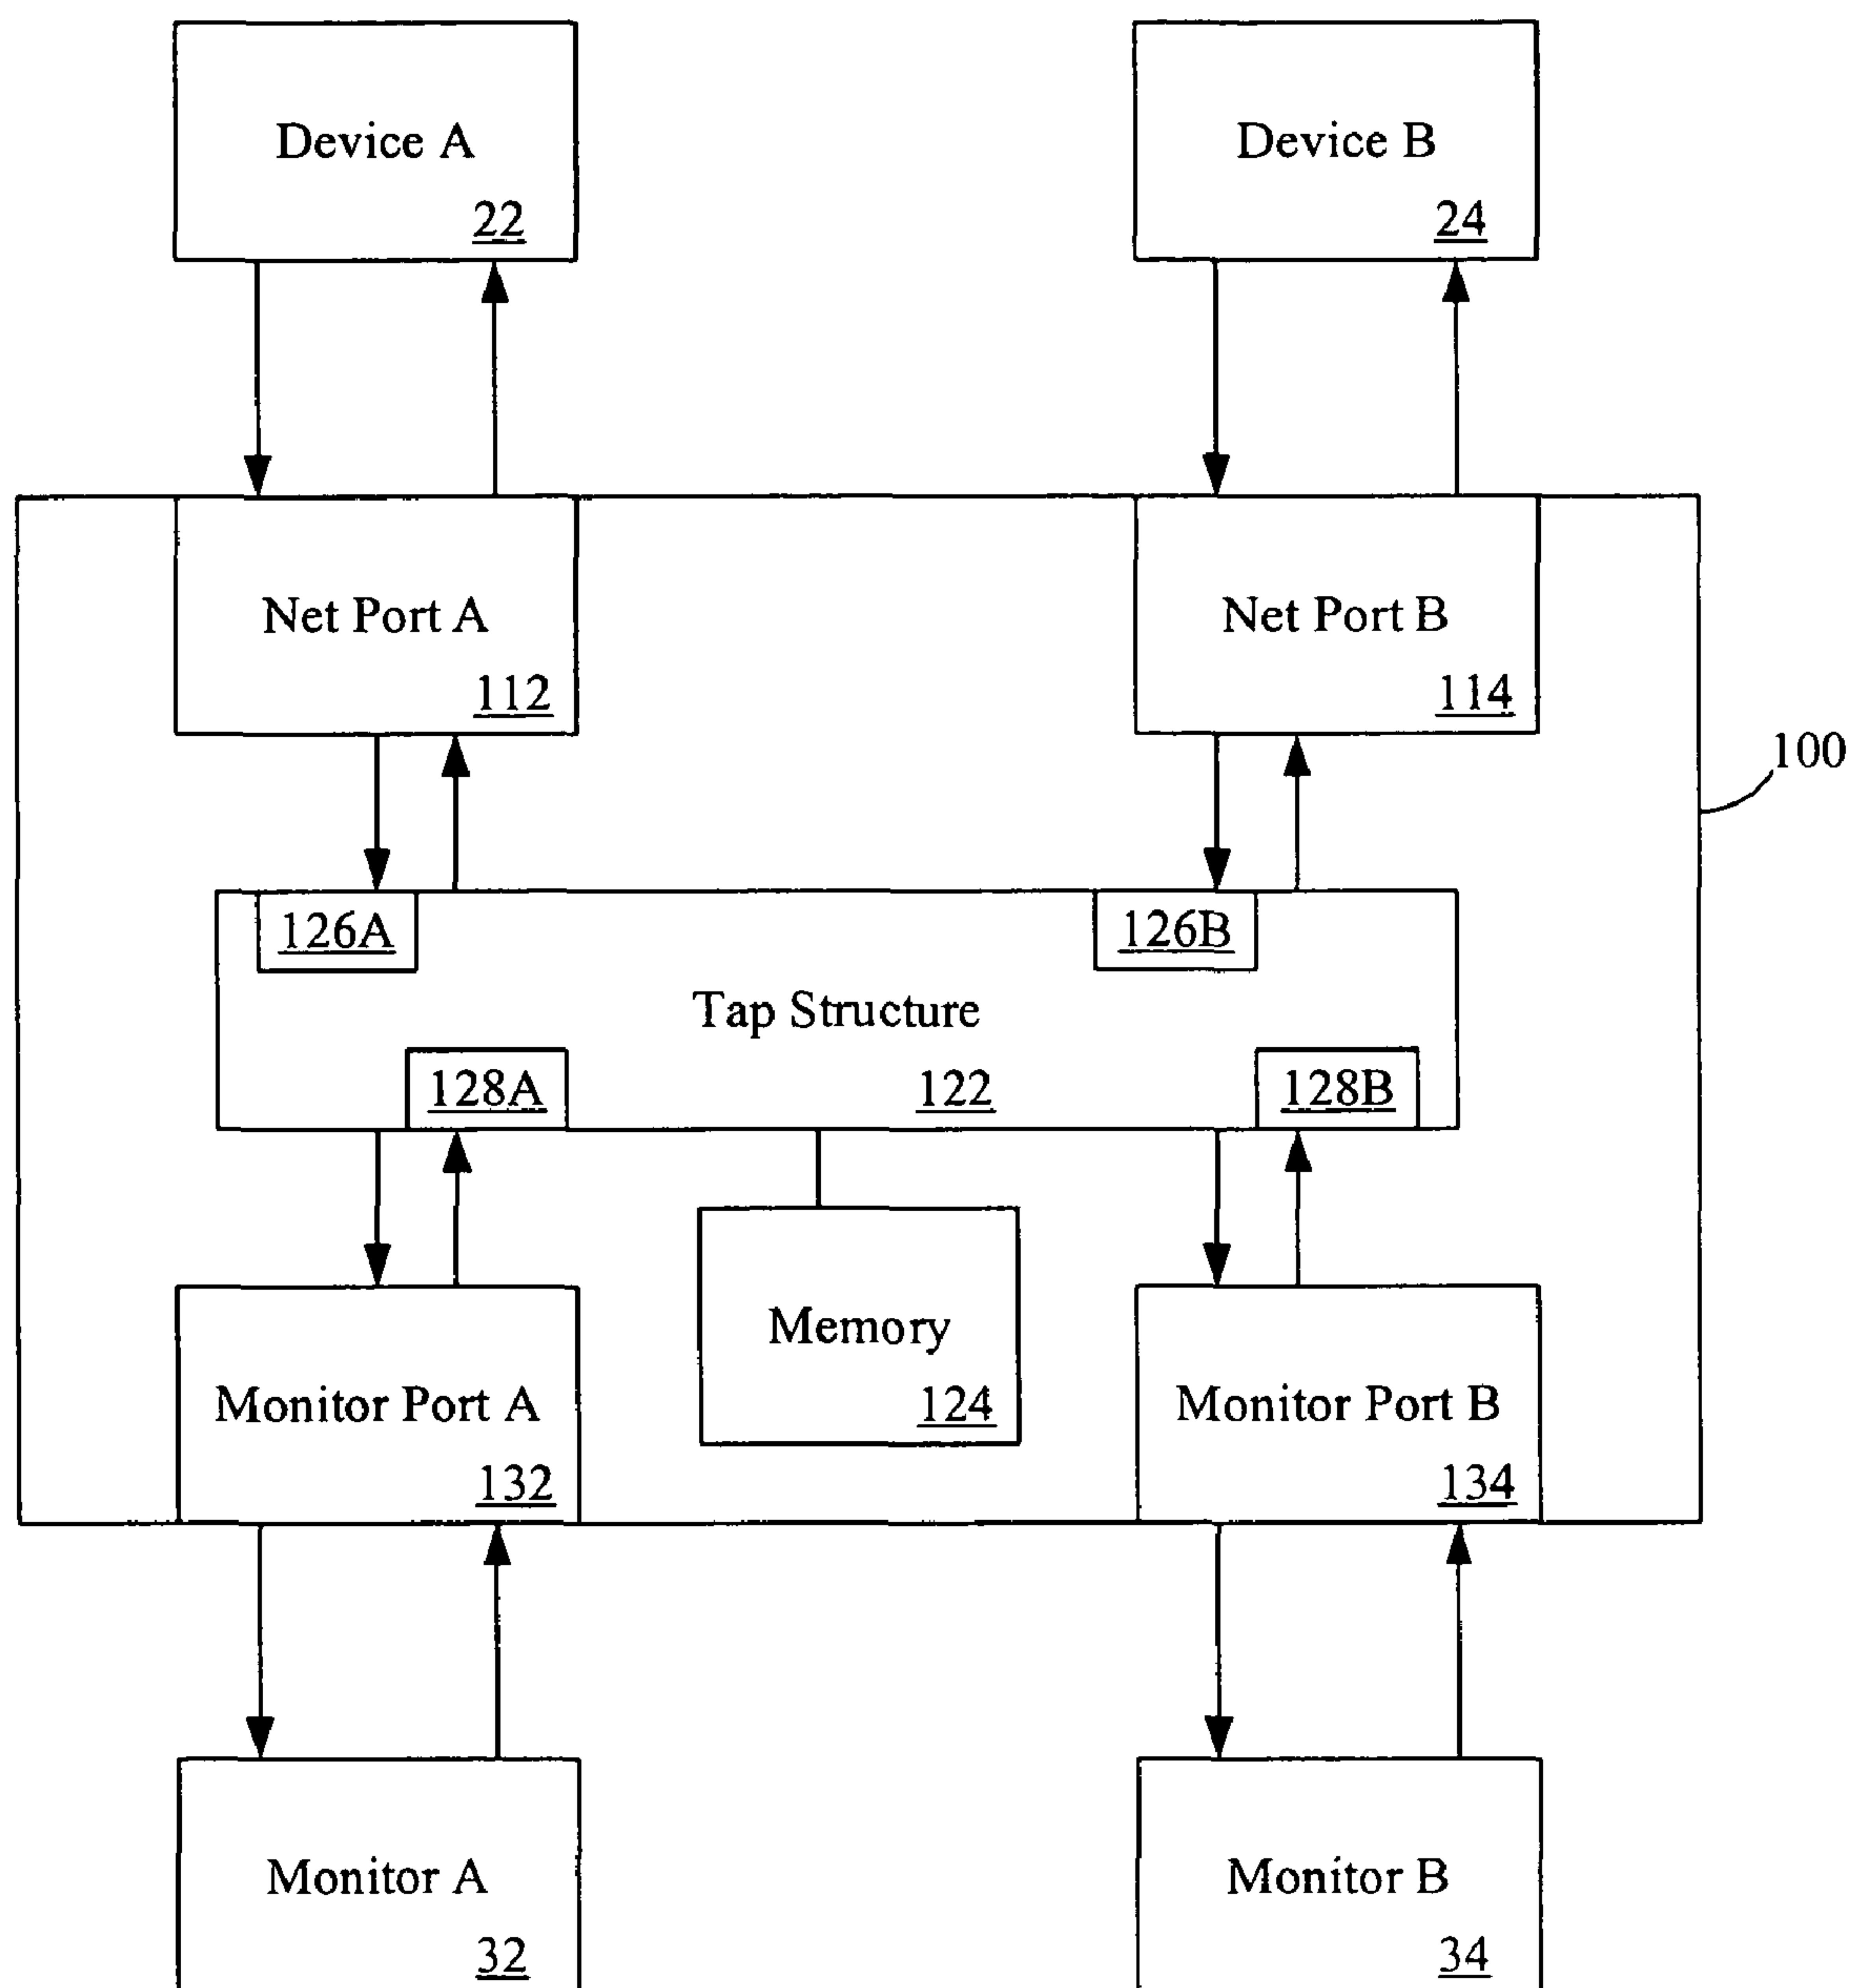 Device A
22
Device B
24
Net Port A
112
Net Port B
114
100
126A
126B
Tap Structure
122
128A
128B
Memory
124
Monitor Port A
132
Monitor Port B
134
Monitor A
32
Monitor B
34